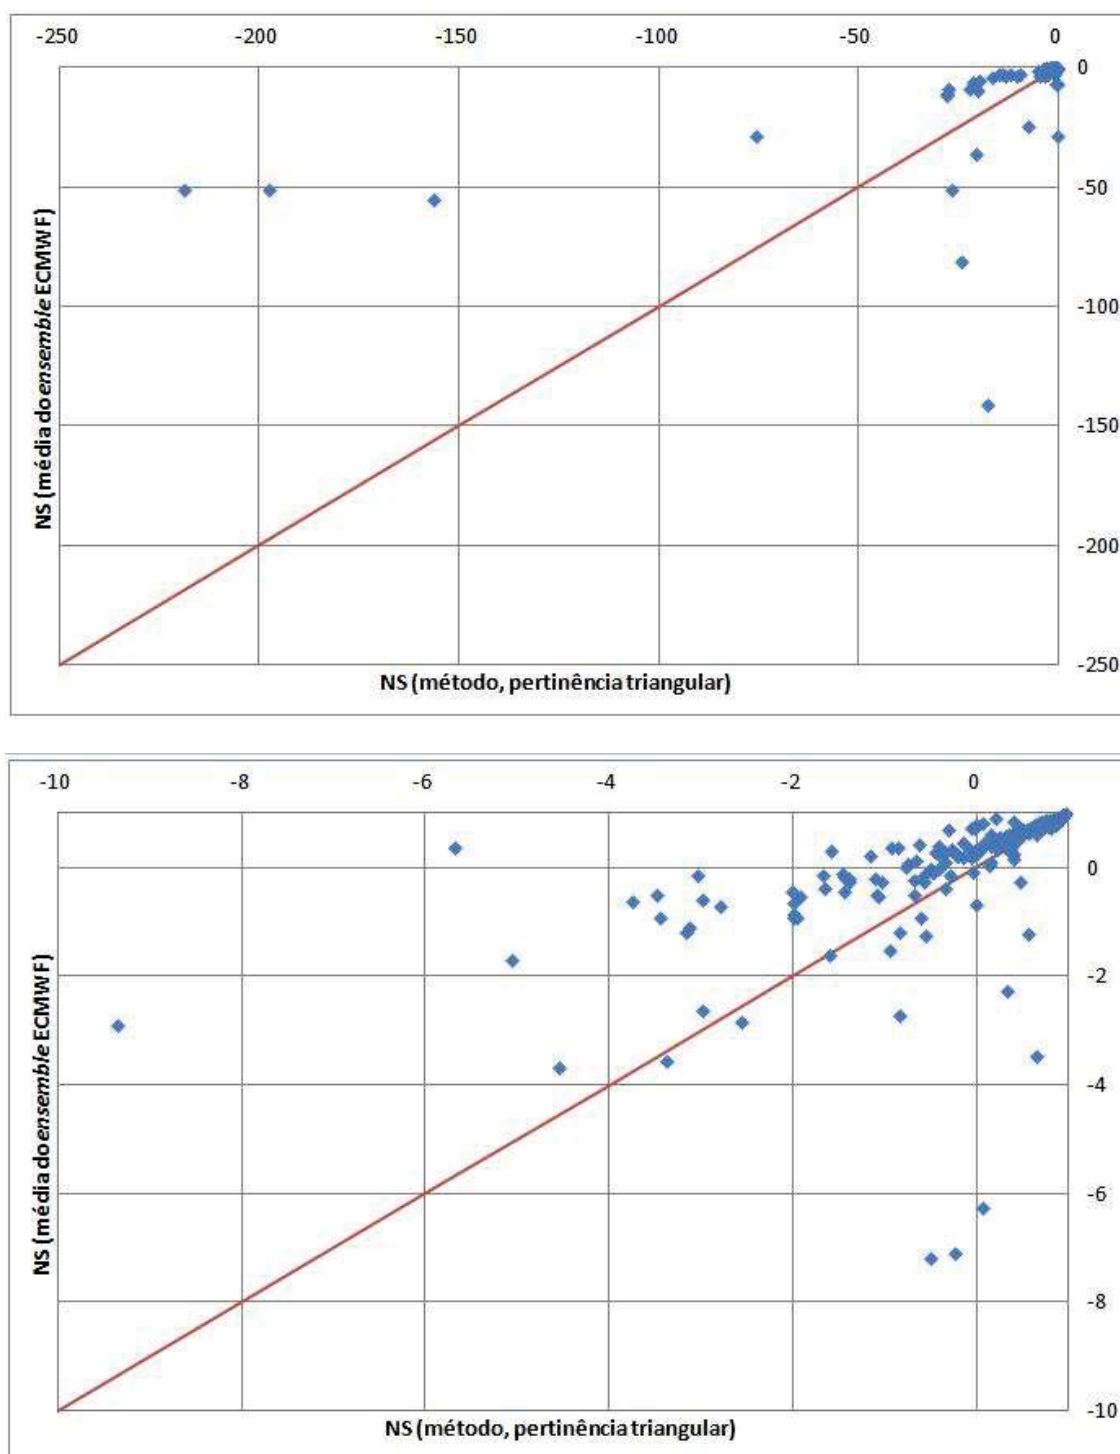 -250 -200 -150 -100 -50 0
0
-50
-100
-150
-200
-250
NS (média do ensemble ECMWF)
NS (método, pertinência triangular)
-10 -8 -6 -4 -2 0
0
-2
-4
-6
-8
-10
NS (média do ensemble ECMWF)
NS (método, pertinência triangular)